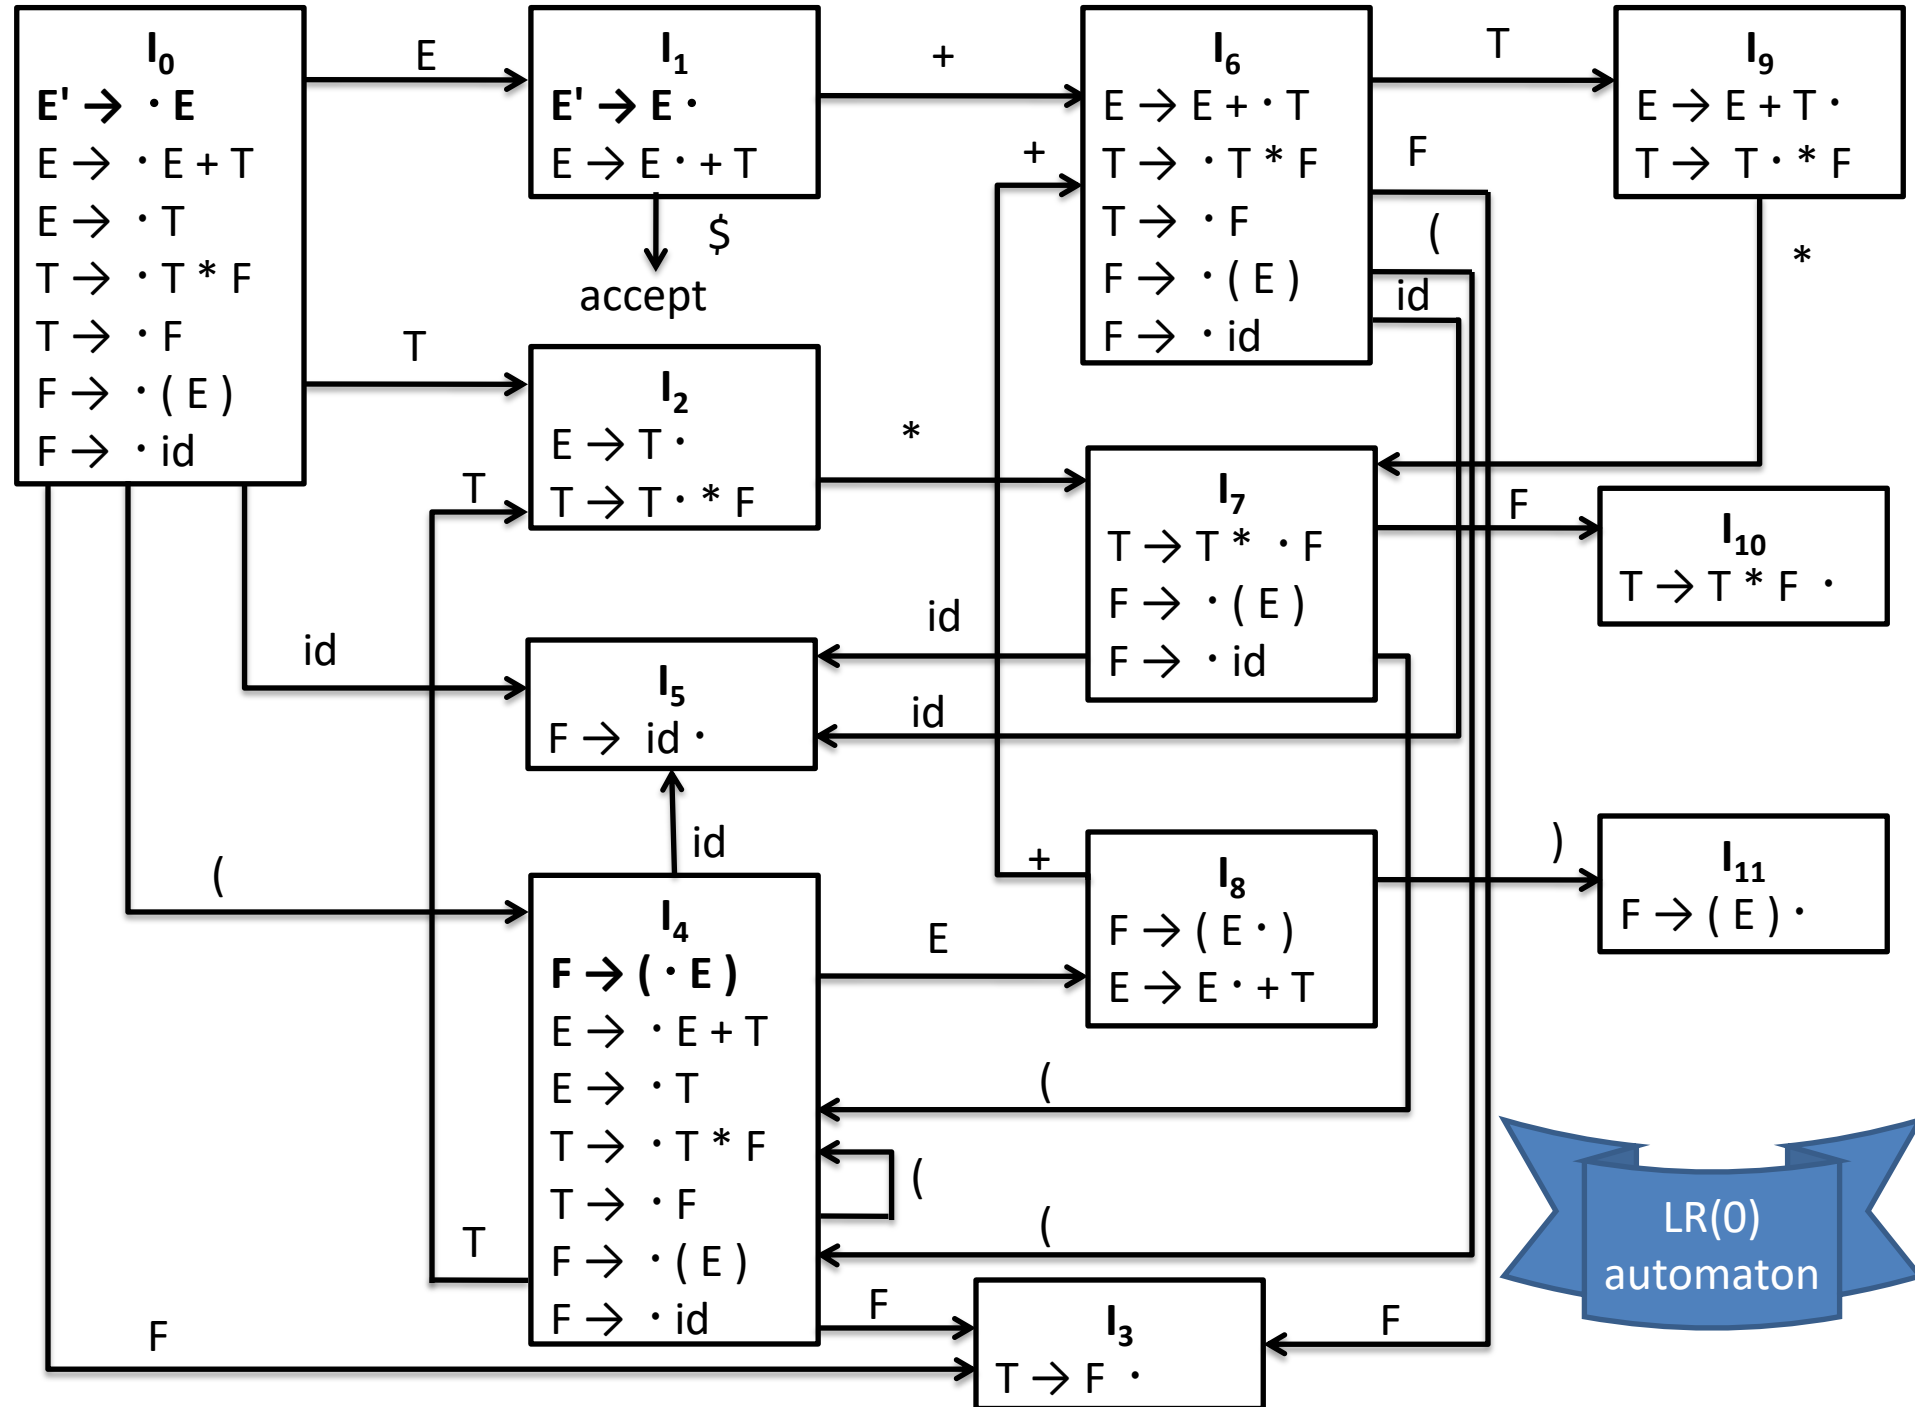 I0
E' → · E
E → · E + T
E → · T
T → · T * F
T → · F
F → · ( E )
F → · id
E
I1
E' → E ·
E → E · + T
$
accept
+
+
I6
E → E + · T
T → · T * F
T → · F
F → · ( E )
F → · id
T
F
(
id
I9
E → E + T ·
T → T · * F
*
T
T
I2
E → T ·
T → T · * F
*
I7
T → T * · F
F → · ( E )
F → · id
F
I10
T → T * F ·
id
id
id
I5
F → id ·
id
(
I4
F → ( · E )
E → · E + T
E → · T
T → · T * F
T → · F
F → · ( E )
F → · id
E
+
I8
F → ( E · )
E → E · + T
)
I11
F → ( E ) ·
(
(
(
T
F
F
F
I3
T → F ·
LR(0)
automaton